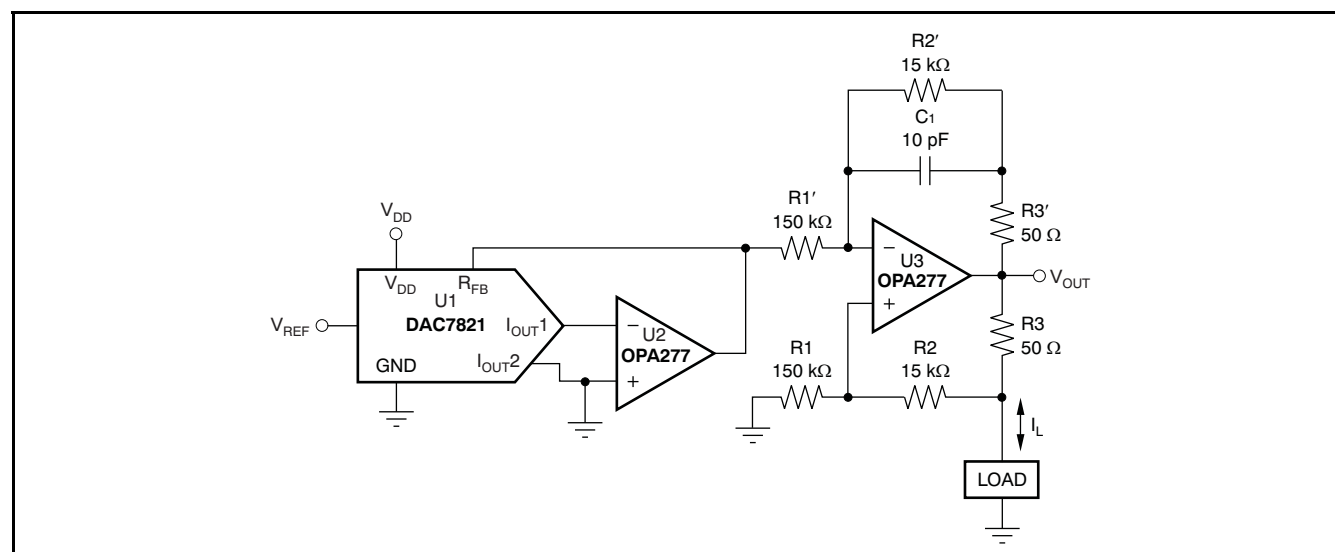 R2′
15 kΩ
C1
10 pF
R1′
150 kΩ
R3′
50 Ω
VDD
VDD
RFB
U1
DAC7821
IOUT1
IOUT2
GND
VREF
−
U2
OPA277
+
−
U3
OPA277
+
VOUT
R3
50 Ω
R1
150 kΩ
R2
15 kΩ
IL
LOAD